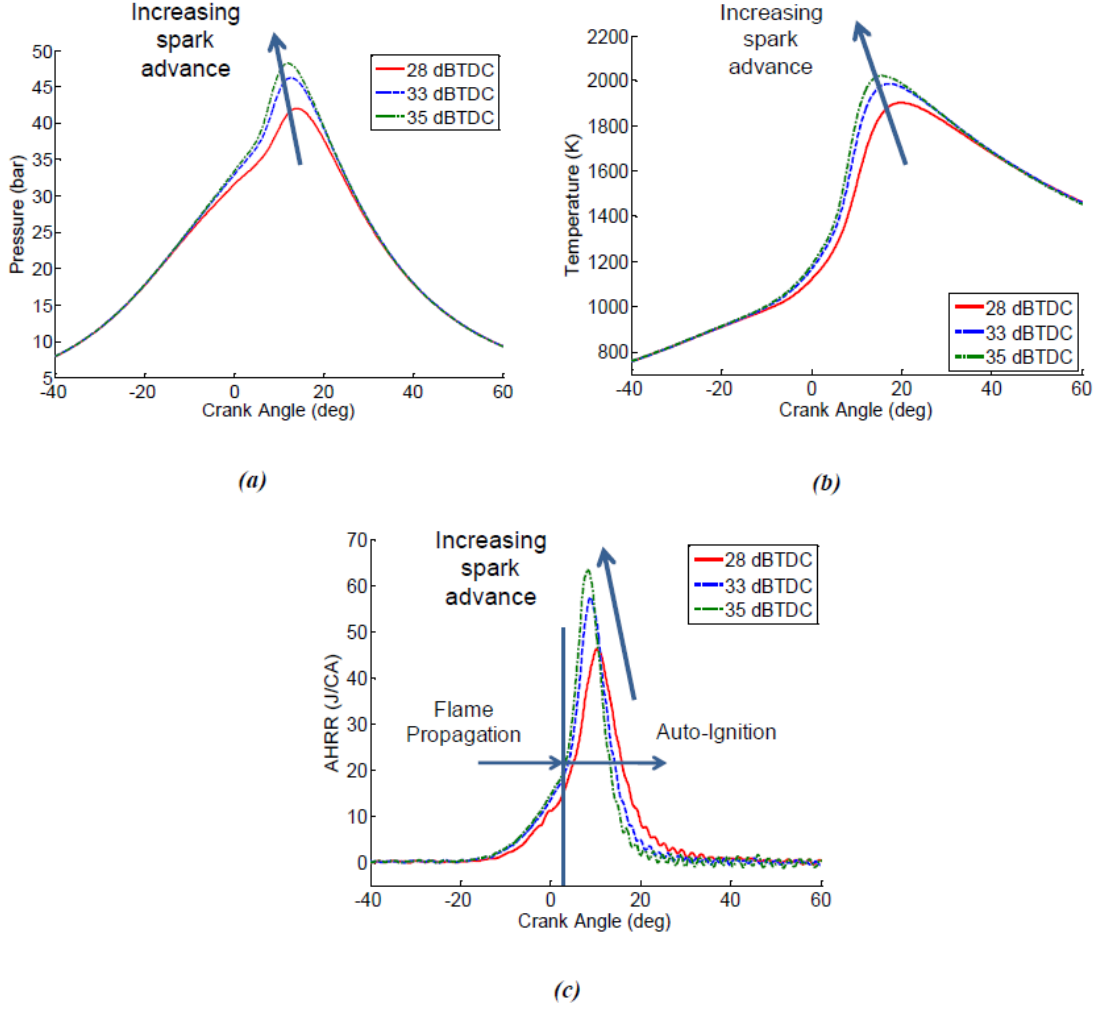 Increasing
spark
advance
50
45
40
35
30
25
20
15
10
5
Pressure (bar)
28 dBTDC
33 dBTDC
35 dBTDC
-40
-20
0
20
40
60
Crank Angle (deg)
(a)
Increasing
spark
advance
2200
2000
1800
1600
1400
1200
1000
800
Temperature (K)
28 dBTDC
33 dBTDC
35 dBTDC
-40
-20
0
20
40
60
Crank Angle (deg)
(b)
Increasing
spark
advance
70
60
50
40
30
20
10
0
AHRR (J/CA)
28 dBTDC
33 dBTDC
35 dBTDC
Flame
Propagation
Auto-Ignition
-40
-20
0
20
40
60
Crank Angle (deg)
(c)